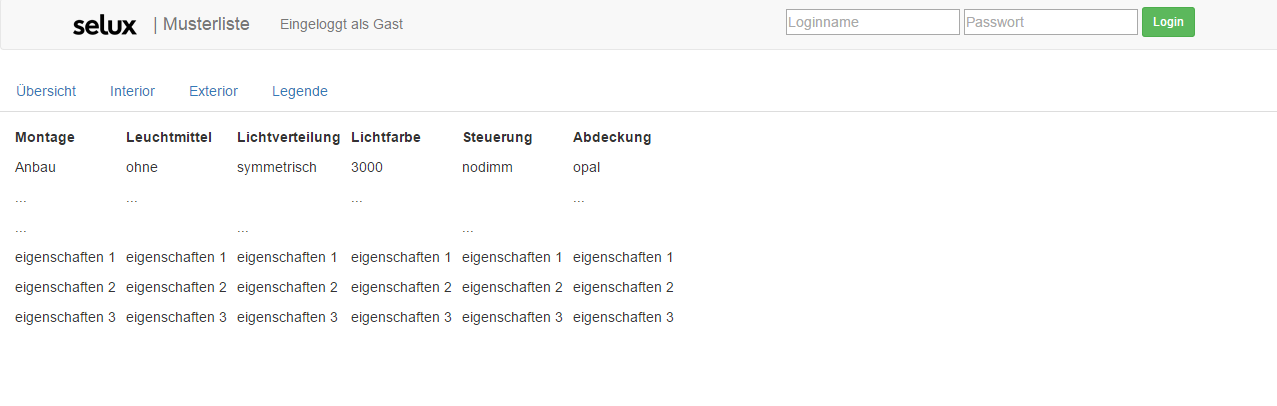 selux | Musterliste Eingeloggt als Gast Loginname Passwort Login
Übersicht Interior Exterior Legende
Montage Leuchtmittel Lichtverteilung Lichtfarbe Steuerung Abdeckung
Anbau ohne symmetrisch 3000 nodimm opal
... ... ... ...
... ... ...
eigenschaften 1 eigenschaften 1 eigenschaften 1 eigenschaften 1 eigenschaften 1 eigenschaften 1
eigenschaften 2 eigenschaften 2 eigenschaften 2 eigenschaften 2 eigenschaften 2 eigenschaften 2
eigenschaften 3 eigenschaften 3 eigenschaften 3 eigenschaften 3 eigenschaften 3 eigenschaften 3